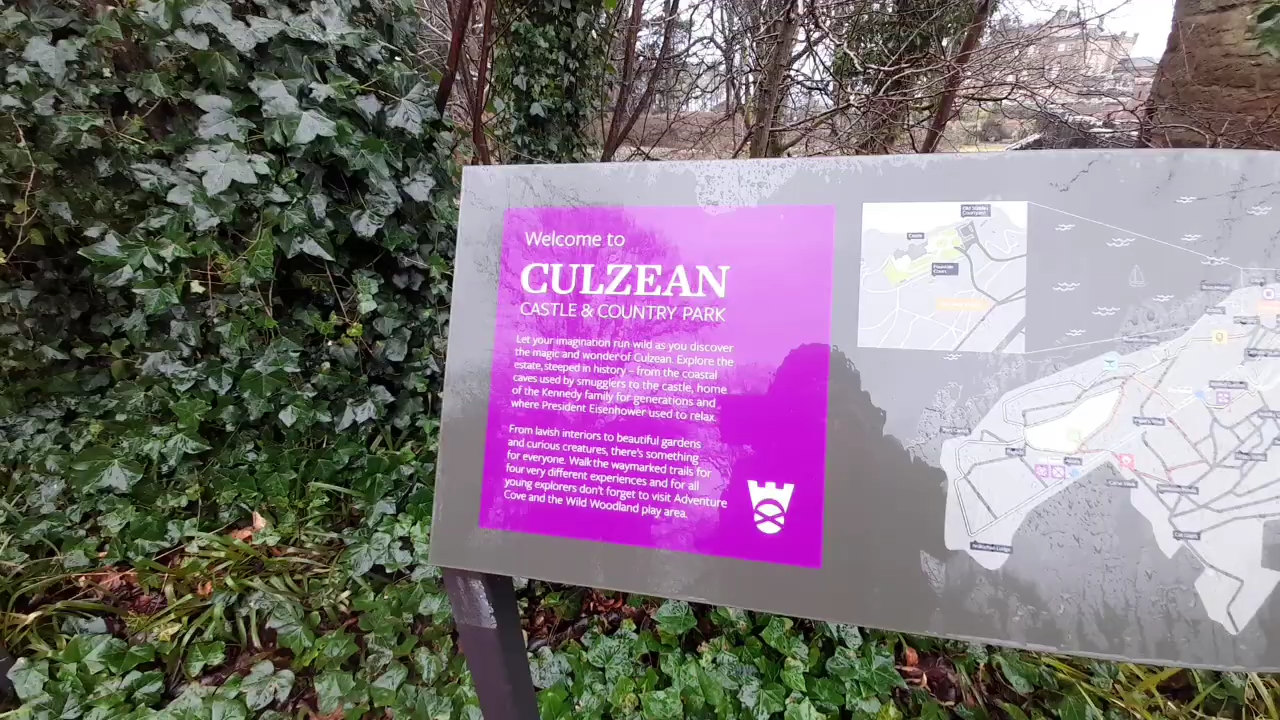 Welcome to
CULZEAN
CASTLE & COUNTRY PARK
Let your imagination run wild as you discover
the magic and wonder of Culzean. Explore the
estate, steeped in history – from the coastal
caves used by smugglers to the castle, home
of the Kennedy family for generations and
where President Eisenhower used to relax.
From lavish interiors to beautiful gardens
and curious creatures, there's something
for everyone. Walk the waymarked trails for
four very different experiences and for all
young explorers don't forget to visit Adventure
Cove and the Wild Woodland play area.
Castle